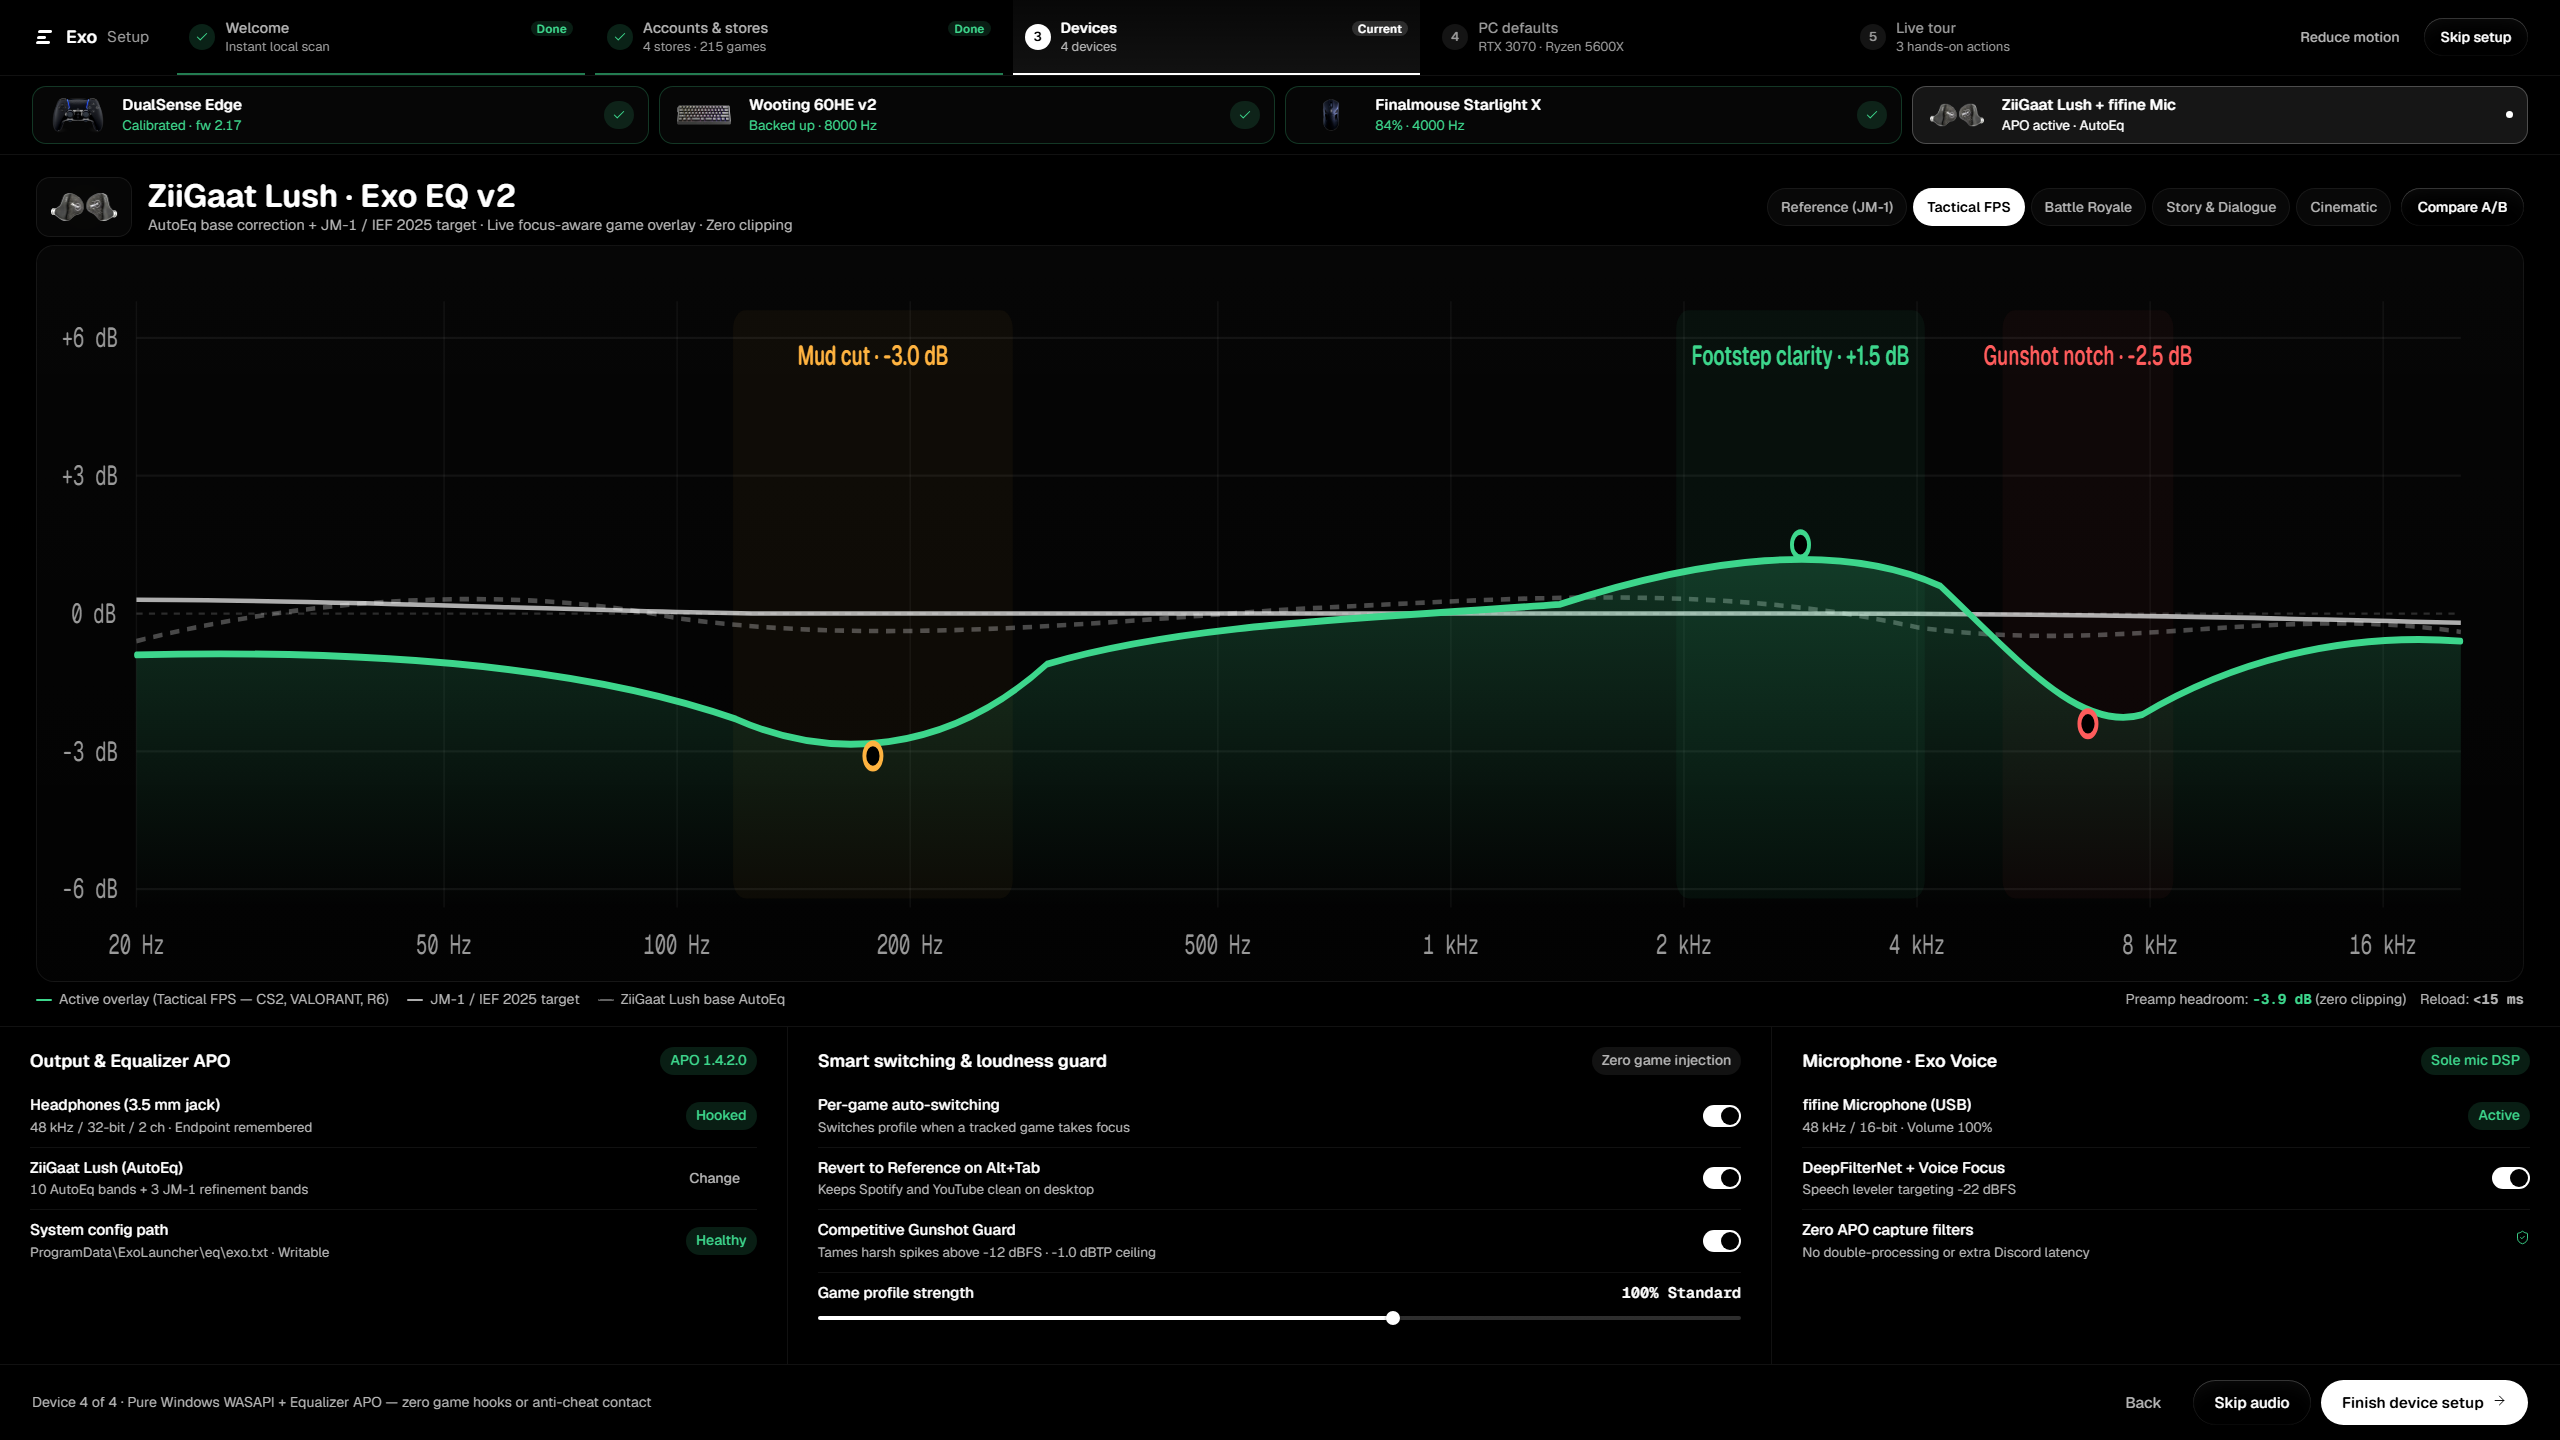 Exo Setup
Welcome
Instant local scan
Done
Accounts & stores
4 stores · 215 games
Done
3
Devices
4 devices
Current
4
PC defaults
RTX 3070 · Ryzen 5600X
5
Live tour
3 hands-on actions
Reduce motion
Skip setup
DualSense Edge
Calibrated · fw 2.17
Wooting 60HE v2
Backed up · 8000 Hz
Finalmouse Starlight X
84% · 4000 Hz
ZiiGaat Lush + fifine Mic
APO active · AutoEq
ZiiGaat Lush · Exo EQ v2
AutoEq base correction + JM-1 / IEF 2025 target · Live focus-aware game overlay · Zero clipping
Reference (JM-1)
Tactical FPS
Battle Royale
Story & Dialogue
Cinematic
Compare A/B
+6 dB
+3 dB
0 dB
-3 dB
-6 dB
Mud cut · -3.0 dB
Footstep clarity · +1.5 dB
Gunshot notch · -2.5 dB
20 Hz
50 Hz
100 Hz
200 Hz
500 Hz
1 kHz
2 kHz
4 kHz
8 kHz
16 kHz
Active overlay (Tactical FPS — CS2, VALORANT, R6)
JM-1 / IEF 2025 target
ZiiGaat Lush base AutoEq
Preamp headroom: -3.9 dB (zero clipping)
Reload: <15 ms
Output & Equalizer APO
APO 1.4.2.0
Headphones (3.5 mm jack)
48 kHz / 32-bit / 2 ch · Endpoint remembered
Hooked
ZiiGaat Lush (AutoEq)
10 AutoEq bands + 3 JM-1 refinement bands
Change
System config path
ProgramData\ExoLauncher\eq\exo.txt · Writable
Healthy
Smart switching & loudness guard
Zero game injection
Per-game auto-switching
Switches profile when a tracked game takes focus
Revert to Reference on Alt+Tab
Keeps Spotify and YouTube clean on desktop
Competitive Gunshot Guard
Tames harsh spikes above -12 dBFS · -1.0 dBTP ceiling
Game profile strength
100% Standard
Microphone · Exo Voice
Sole mic DSP
fifine Microphone (USB)
48 kHz / 16-bit · Volume 100%
Active
DeepFilterNet + Voice Focus
Speech leveler targeting -22 dBFS
Zero APO capture filters
No double-processing or extra Discord latency
Device 4 of 4 · Pure Windows WASAPI + Equalizer APO — zero game hooks or anti-cheat contact
Back
Skip audio
Finish device setup →